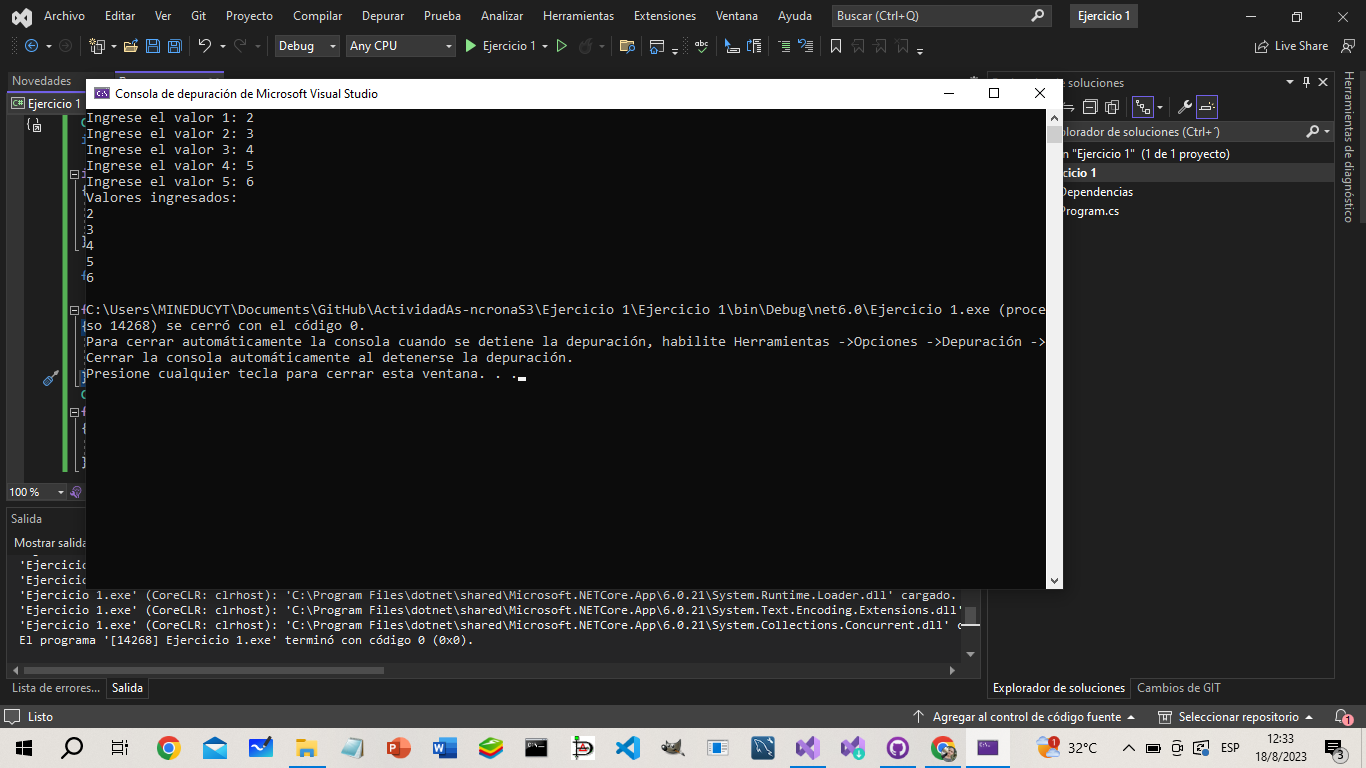 Archivo Editar Ver Git Proyecto Compilar Depurar Prueba Analizar Herramientas Extensiones Ventana Ayuda Buscar (Ctrl+Q) Ejercicio 1
Debug Any CPU Ejercicio 1 Live Share
Novedades
Ejercicio 1
Consola de depuración de Microsoft Visual Studio
Ingrese el valor 1: 2
Ingrese el valor 2: 3
Ingrese el valor 3: 4
Ingrese el valor 4: 5
Ingrese el valor 5: 6
Valores ingresados:
2
3
4
5
6
C:\Users\MINEDUCYT\Documents\GitHub\ActividadAs-ncronaS3\Ejercicio 1\Ejercicio 1\bin\Debug\net6.0\Ejercicio 1.exe (proce
so 14268) se cerró con el código 0.
Para cerrar automáticamente la consola cuando se detiene la depuración, habilite Herramientas ->Opciones ->Depuración ->
Cerrar la consola automáticamente al detenerse la depuración.
Presione cualquier tecla para cerrar esta ventana. . .
de soluciones
plorador de soluciones (Ctrl+´)
n "Ejercicio 1" (1 de 1 proyecto)
cicio 1
Dependencias
Program.cs
Herramientas de diagnóstico
100 %
Salida
Mostrar salida
'Ejercicio
'Ejercicio
'Ejercicio 1.exe' (CoreCLR: clrhost): 'C:\Program Files\dotnet\shared\Microsoft.NETCore.App\6.0.21\System.Runtime.Loader.dll' cargado.
'Ejercicio 1.exe' (CoreCLR: clrhost): 'C:\Program Files\dotnet\shared\Microsoft.NETCore.App\6.0.21\System.Text.Encoding.Extensions.dll'
'Ejercicio 1.exe' (CoreCLR: clrhost): 'C:\Program Files\dotnet\shared\Microsoft.NETCore.App\6.0.21\System.Collections.Concurrent.dll' c
El programa '[14268] Ejercicio 1.exe' terminó con código 0 (0x0).
Lista de errores... Salida
Explorador de soluciones Cambios de GIT
Listo Agregar al control de código fuente Seleccionar repositorio 1
1 32°C ESP 12:33
18/8/2023 3